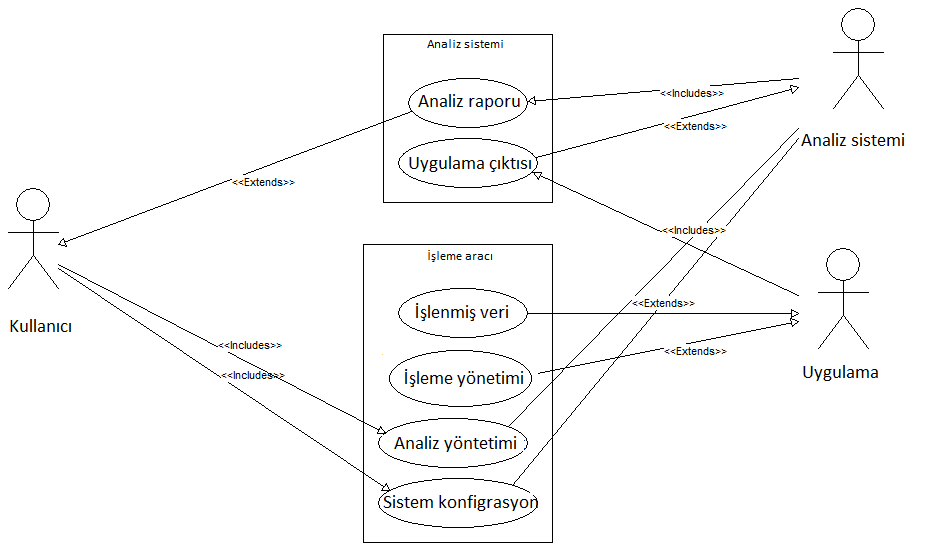 Analiz sistemi
Analiz raporu
<<Includes>>
<<Extends>>
Analiz sistemi
Uygulama çıktısı
<<Extends>>
<<Includes>>
İşleme aracı
<<Extends>>
İşlenmiş veri
Kullanıcı
<<Includes>>
<<Extends>>
Uygulama
<<Includes>>
İşleme yönetimi
Analiz yöntetimi
Sistem konfigrasyon